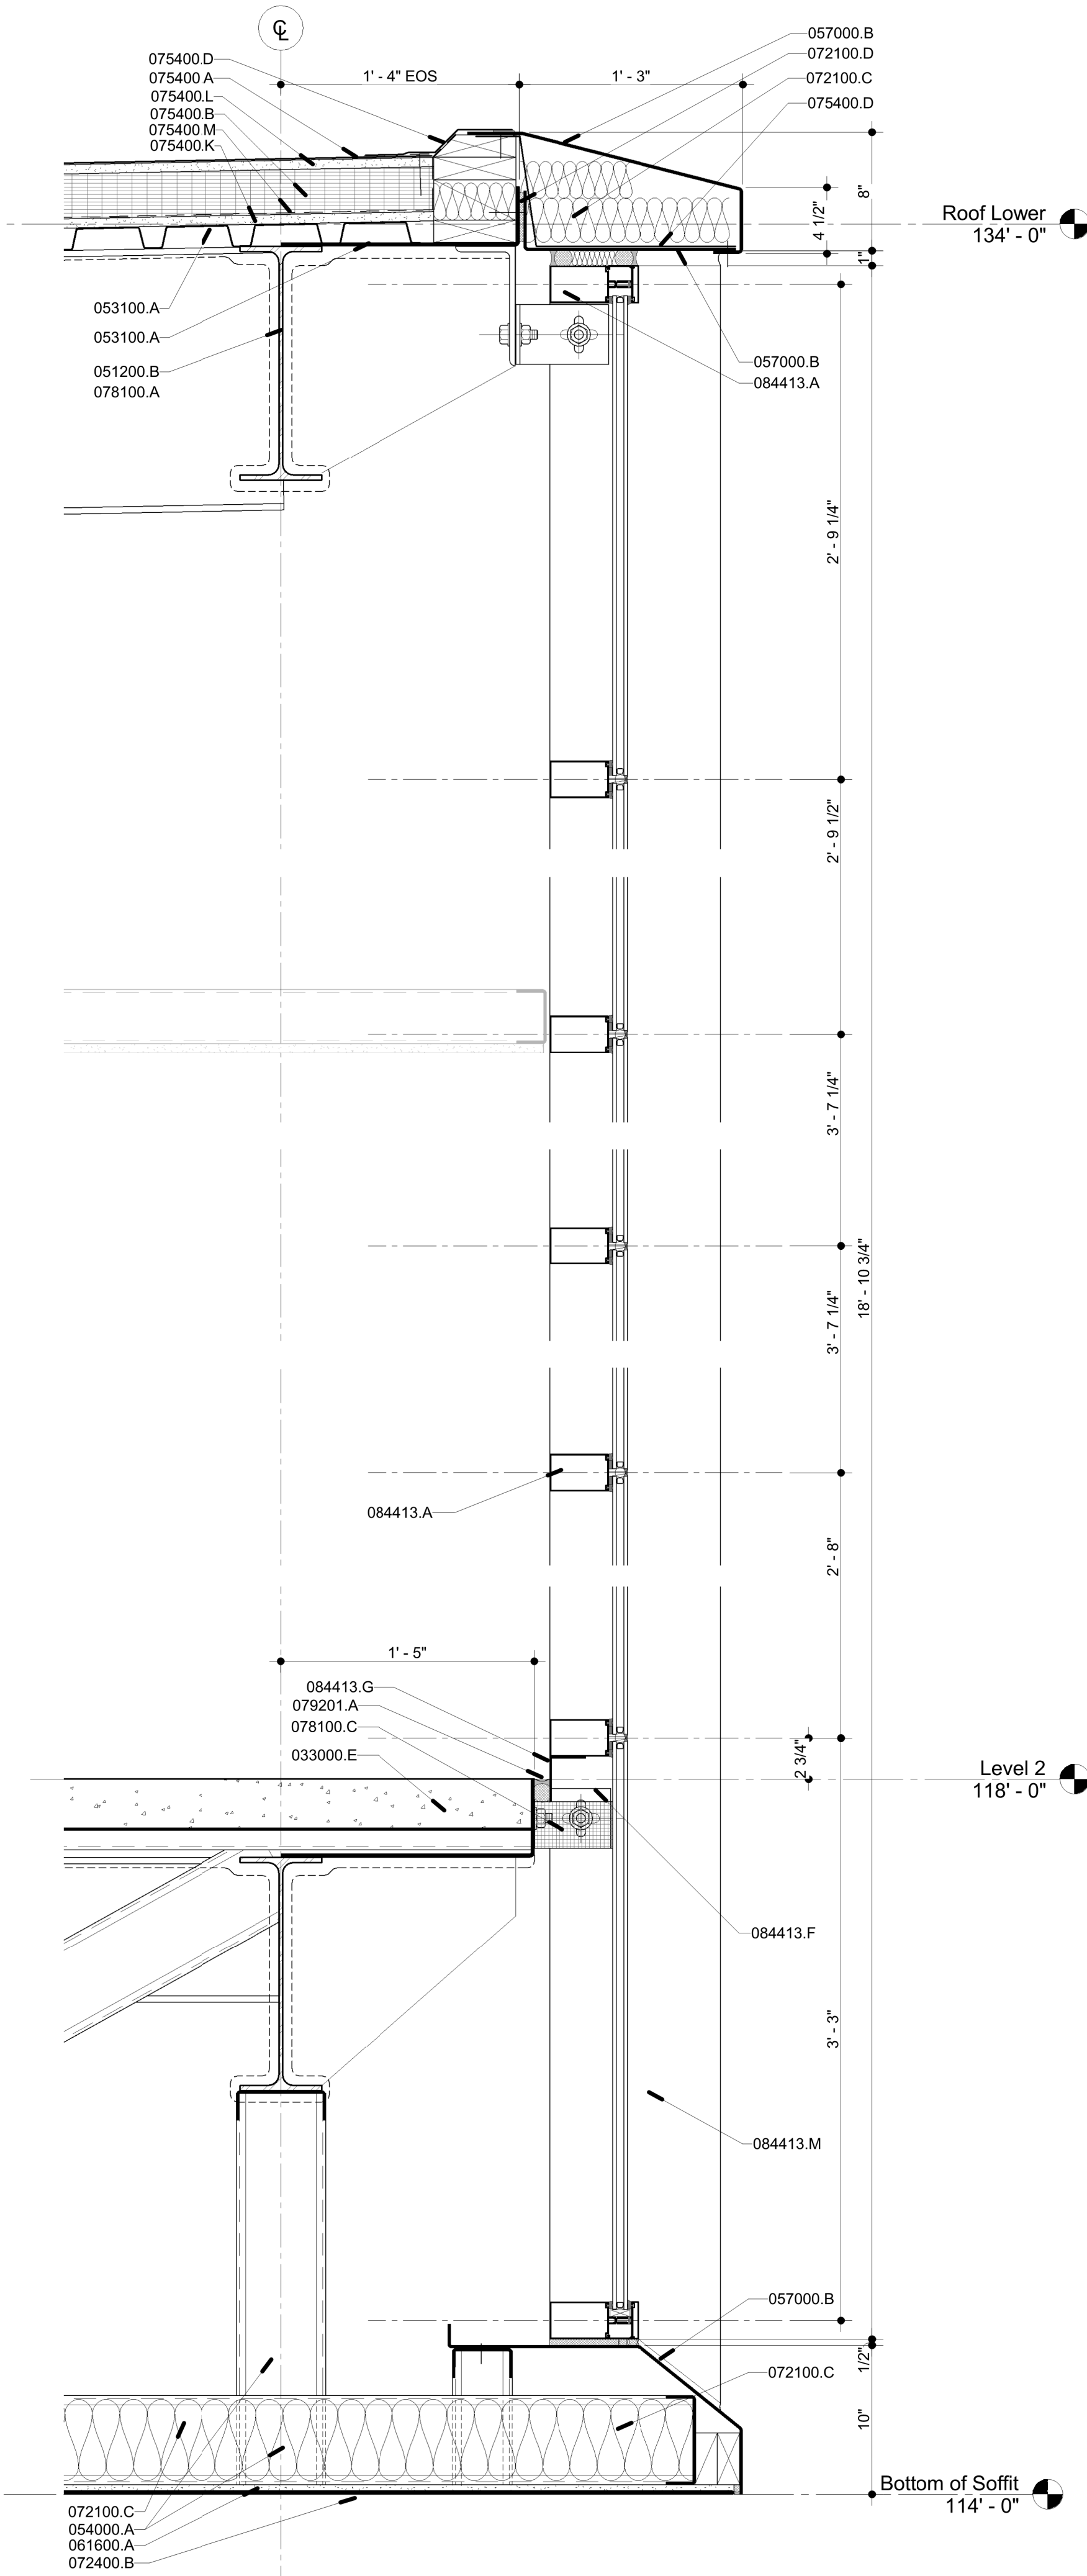 ℄
075400.D
075400.A
075400.L
075400.B
075400.M
075400.K
1' - 4" EOS
1' - 3"
057000.B
072100.D
072100.C
075400.D
8"
4 1/2"
1"
Roof Lower
134' - 0"
053100.A
053100.A
051200.B
078100.A
057000.B
084413.A
2' - 9 1/4"
2' - 9 1/2"
3' - 7 1/4"
18' - 10 3/4"
3' - 7 1/4"
084413.A
2' - 8"
1' - 5"
084413.G
079201.A
078100.C
033000.E
2 3/4"
Level 2
118' - 0"
084413.F
3' - 3"
084413.M
057000.B
072100.C
1/2"
10"
Bottom of Soffit
114' - 0"
072100.C
054000.A
061600.A
072400.B